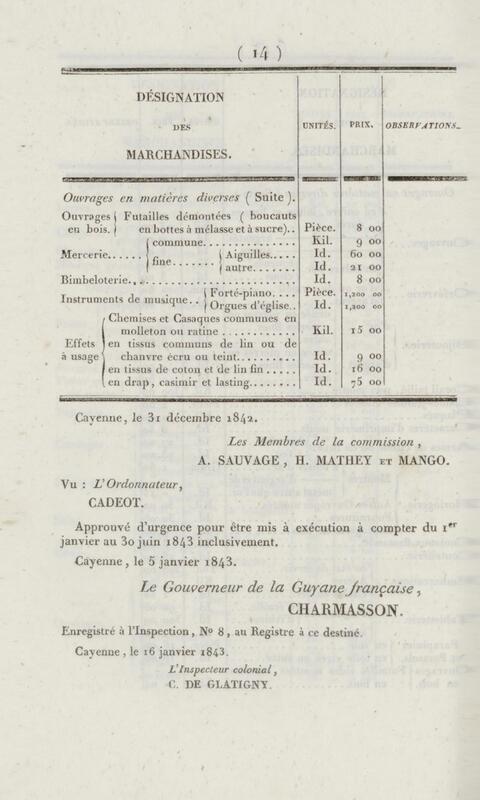 ( 14 )
DÉSIGNATION
DES
MARCHANDISES.
UNITÉS.
PRIX.
OBSERVATIONS.
Ouvrages en matières diverses ( Suite ).
Ouvrages en bois. { Futailles démontées ( boucauts
en bottes à mélasse et à sucre).. Pièce. 8 00
Mercerie...... { commune.............. Kil. 9 00
fine....... { Aiguilles..... Id. 60 00
autre....... Id. 21 00
Bimbeloterie... .............. Id. 8 00
Instruments de musique.. { Forté-piano.... Pièce. 1,200 00
Orgues d'église.. Id. 1,200 00
Effets à usage { Chemises et Casaques communes en
molleton ou ratine ........... Kil. 15 00
en tissus communs de lin ou de
chanvre écru ou teint......... Id. 9 00
en tissus de coton et de lin fin ..... Id. 16 00
en drap, casimir et lasting........ Id. 75 00
Cayenne, le 31 décembre 1842.
Les Membres de la commission,
A. SAUVAGE, H. MATHEY ET MANGO.
Vu : L'Ordonnateur,
CADEOT.
Approuvé d'urgence pour être mis à exécution à compter du 1er
janvier au 30 juin 1843 inclusivement.
Cayenne, le 5 janvier 1843.
Le Gouverneur de la Guyane française,
CHARMASSON.
Enregistré à l'Inspection, No 8, au Registre à ce destiné.
Cayenne, le 16 janvier 1843.
L'Inspecteur colonial,
C. DE GLATIGNY.